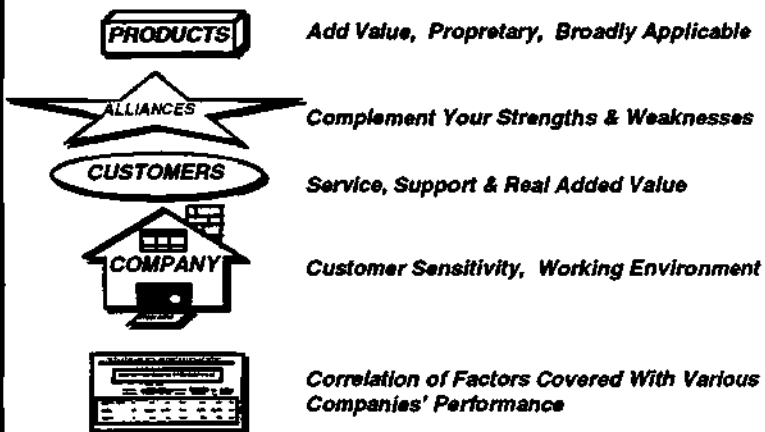 PRODUCTS
Add Value, Propretary, Broadly Applicable
ALLIANCES
Complement Your Strengths & Weaknesses
CUSTOMERS
Service, Support & Real Added Value
COMPANY
Customer Sensitivity, Working Environment
Correlation of Factors Covered With Various
Companies' Performance